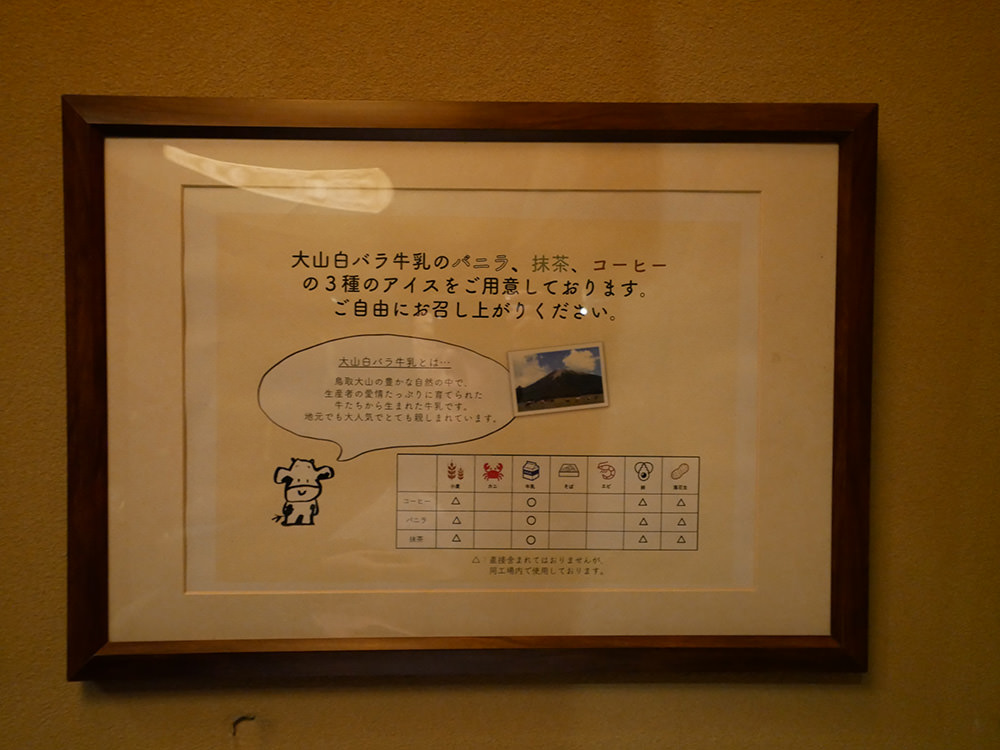 大山白バラ牛乳のバニラ、抹茶、コーヒー
の3種のアイスをご用意しております。
ご自由にお召し上がりください。
大山白バラ牛乳とは…
鳥取大山の豊かな自然の中で、
生産者の愛情たっぷりに育てられた
牛たちから生まれた牛乳です。
地元でも大人気でとても親しまれています。
小麦 カニ 牛乳 そば エビ 卵 落花生
コーヒー △ ○ △ △
バニラ △ ○ △ △
抹茶 △ ○ △ △
△:直接含まれてはおりませんが、
同工場内で使用しております。